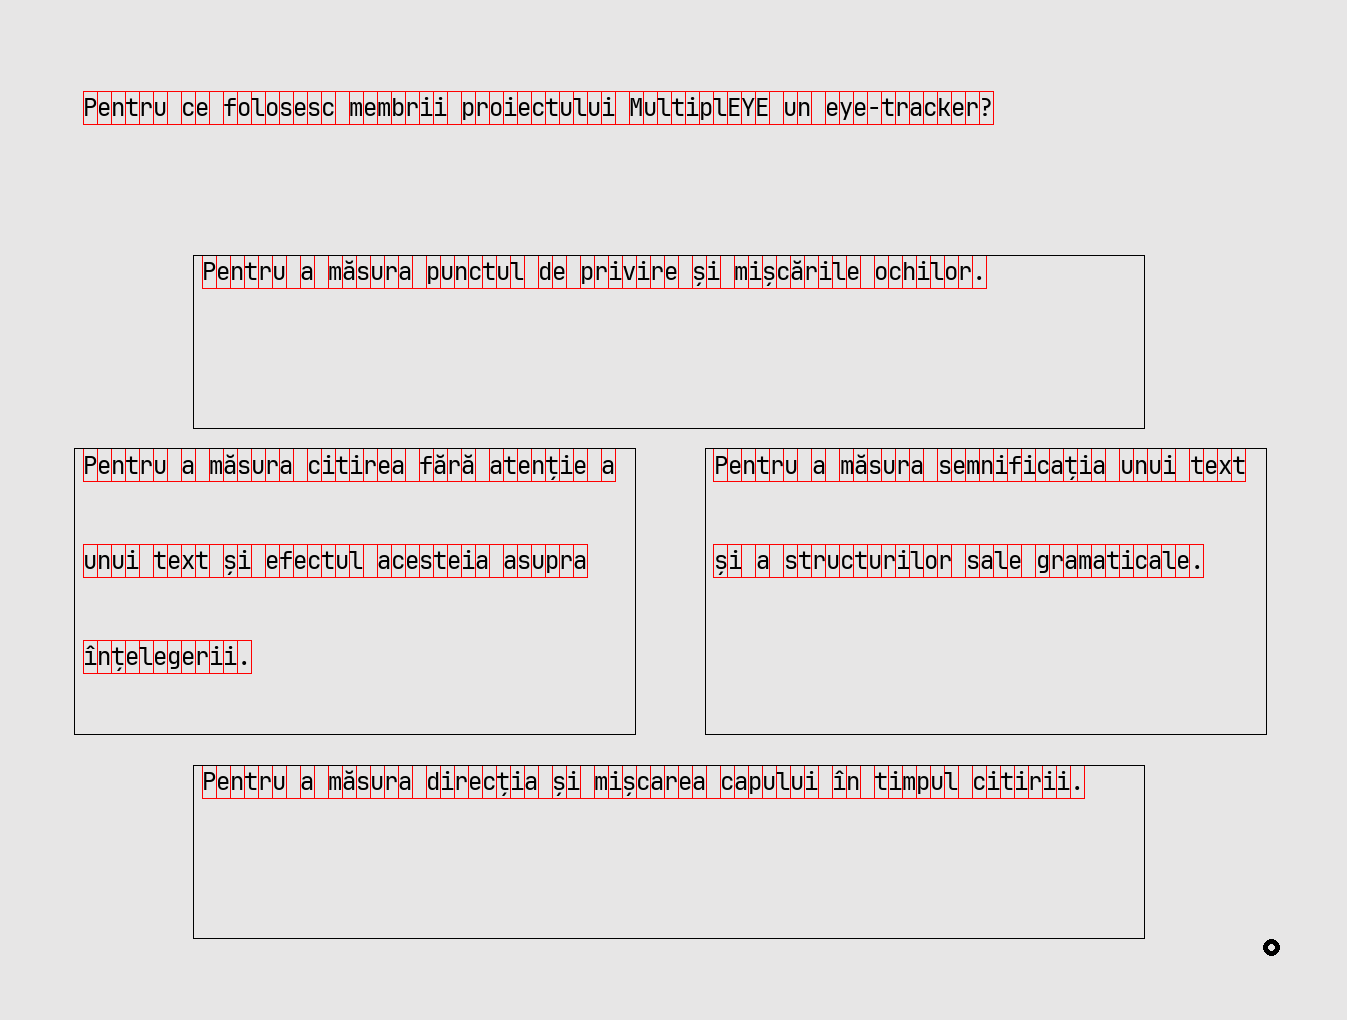 Pentru ce folosesc membrii proiectului MultiplEYE un eye-tracker?
Pentru a măsura punctul de privire și mișcările ochilor.
Pentru a măsura citirea fără atenție a
unui text și efectul acesteia asupra
înțelegerii.
Pentru a măsura semnificația unui text
și a structurilor sale gramaticale.
Pentru a măsura direcția și mișcarea capului în timpul citirii.